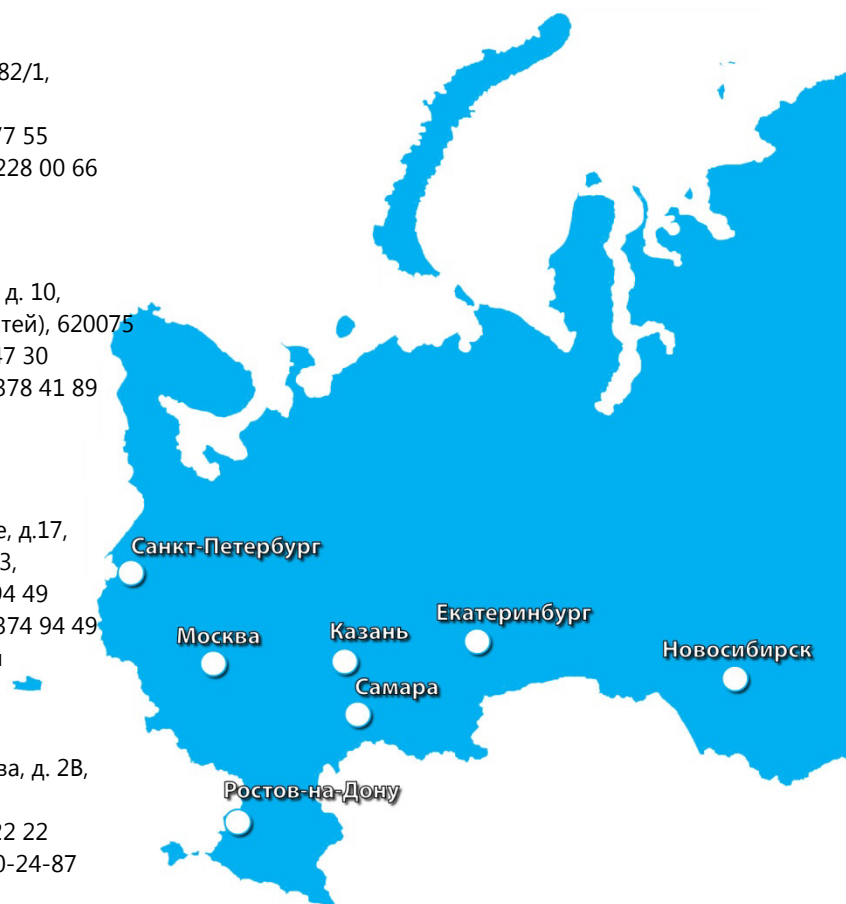 82/1,
77 55
228 00 66
д. 10,
тей), 620075
47 30
378 41 89
е, д.17,
3,
94 49
374 94 49
ва, д. 2В,
22 22
0-24-87
Санкт-Петербург
Москва
Казань
Екатеринбург
Новосибирск
Самара
Ростов-на-Дону